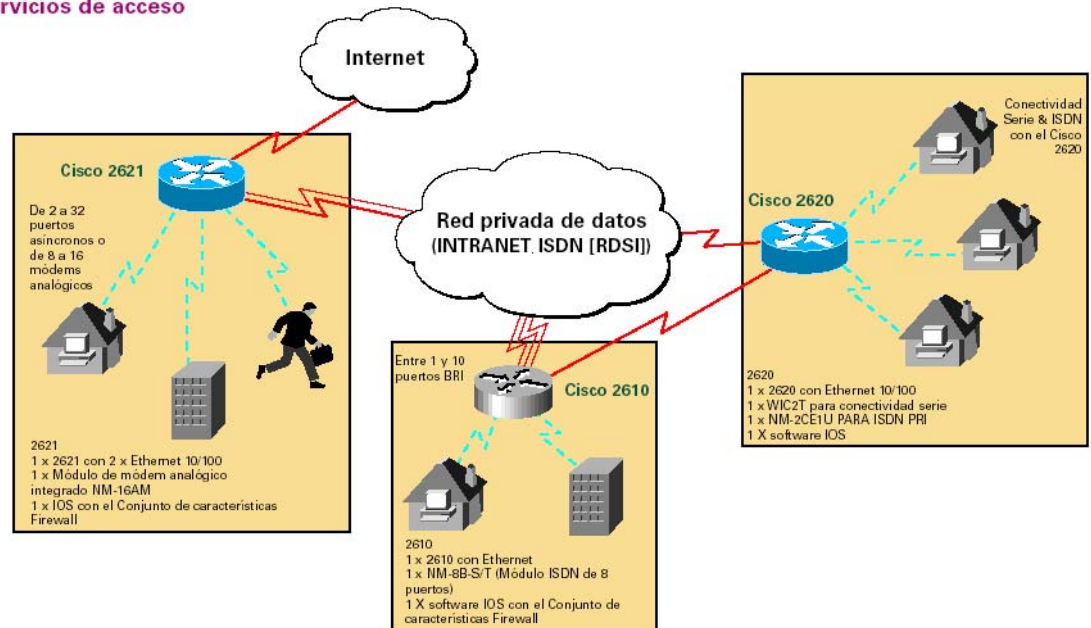 rvicios de acceso
Internet
Cisco 2621
De 2 a 32
puertos
asíncronos o
de 8 a 16
módems
analógicos
2621
1 x 2621 con 2 x Ethernet 10/100
1 x Módulo de módem analógico
integrado NM-16AM
1 x IOS con el Conjunto de características
Firewall
Red privada de datos
(INTRANET, ISDN [RDSI])
Entre 1 y 10
puertos BRI
Cisco 2610
2610
1 x 2610 con Ethernet
1 x NM-8B-S/T (Módulo ISDN de 8
puertos)
1 X software IOS con el Conjunto de
características Firewall
Conectividad
Serie & ISDN
con el Cisco
2620
Cisco 2620
2620
1 x 2620 con Ethernet 10/100
1 x WIC2T para conectividad serie
1 x NM-2CE1U PARA ISDN PRI
1 X software IOS